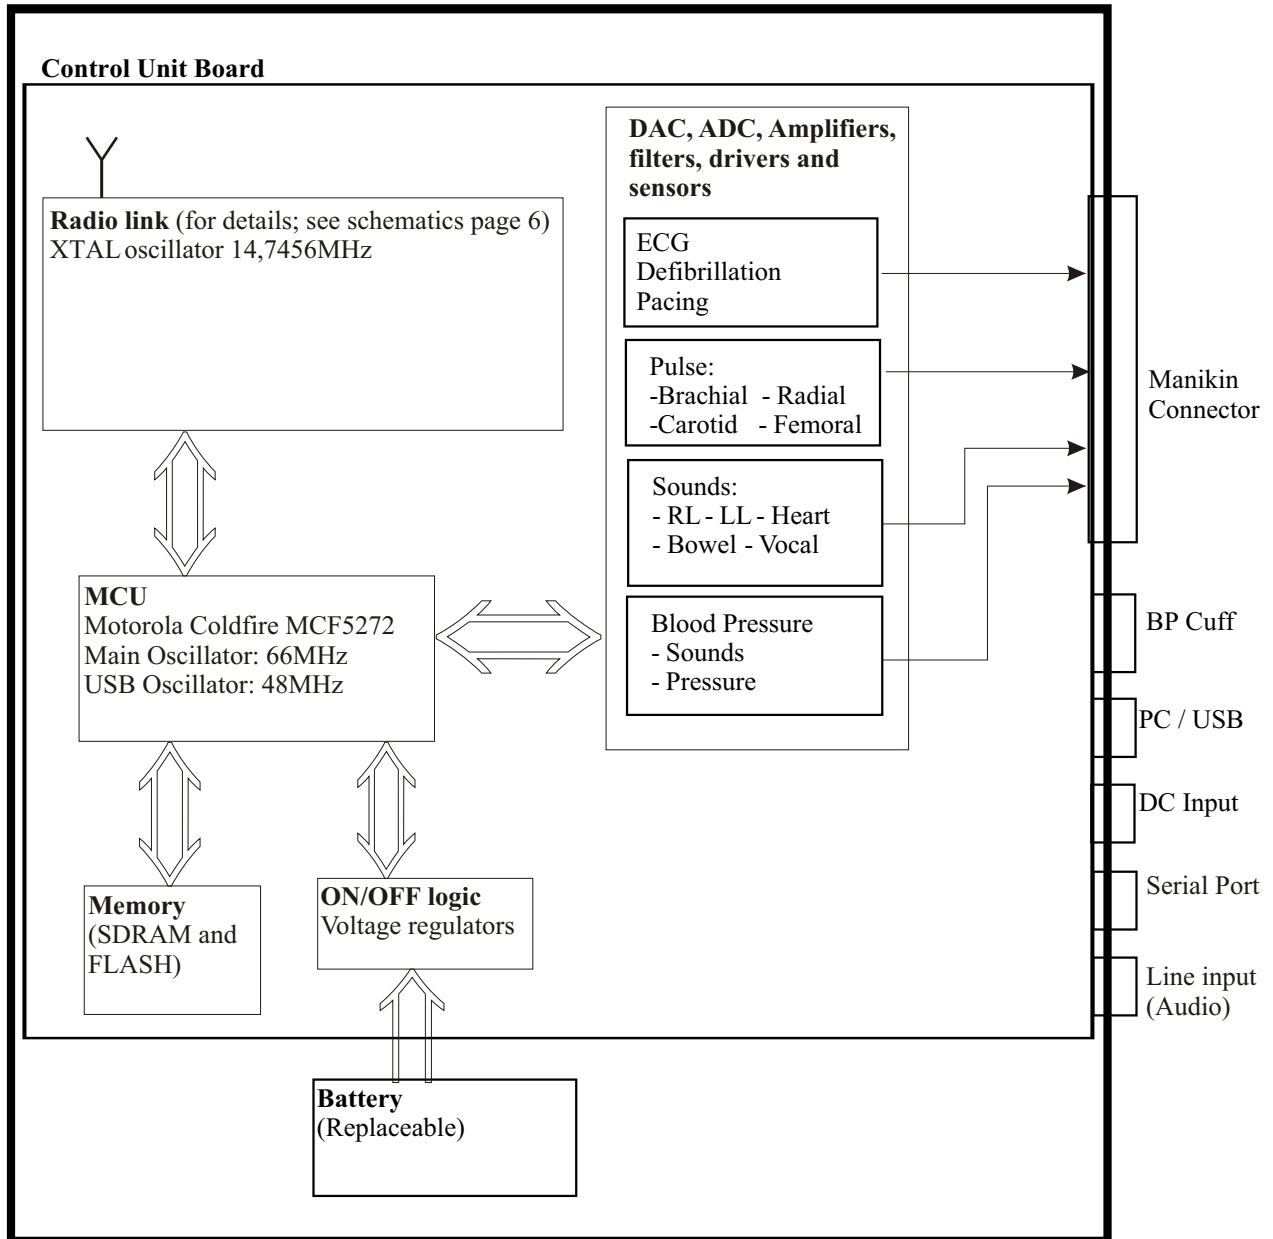 Control Unit Board
Radio link (for details; see schematics page 6)
XTAL oscillator 14,7456MHz
MCU
Motorola Coldfire MCF5272
Main Oscillator: 66MHz
USB Oscillator: 48MHz
Memory
(SDRAM and
FLASH)
ON/OFF logic
Voltage regulators
Battery
(Replaceable)
DAC, ADC, Amplifiers,
filters, drivers and
sensors
ECG
Defibrillation
Pacing
Pulse:
-Brachial - Radial
-Carotid - Femoral
Sounds:
- RL - LL - Heart
- Bowel - Vocal
Blood Pressure
- Sounds
- Pressure
Manikin
Connector
BP Cuff
PC / USB
DC Input
Serial Port
Line input
(Audio)